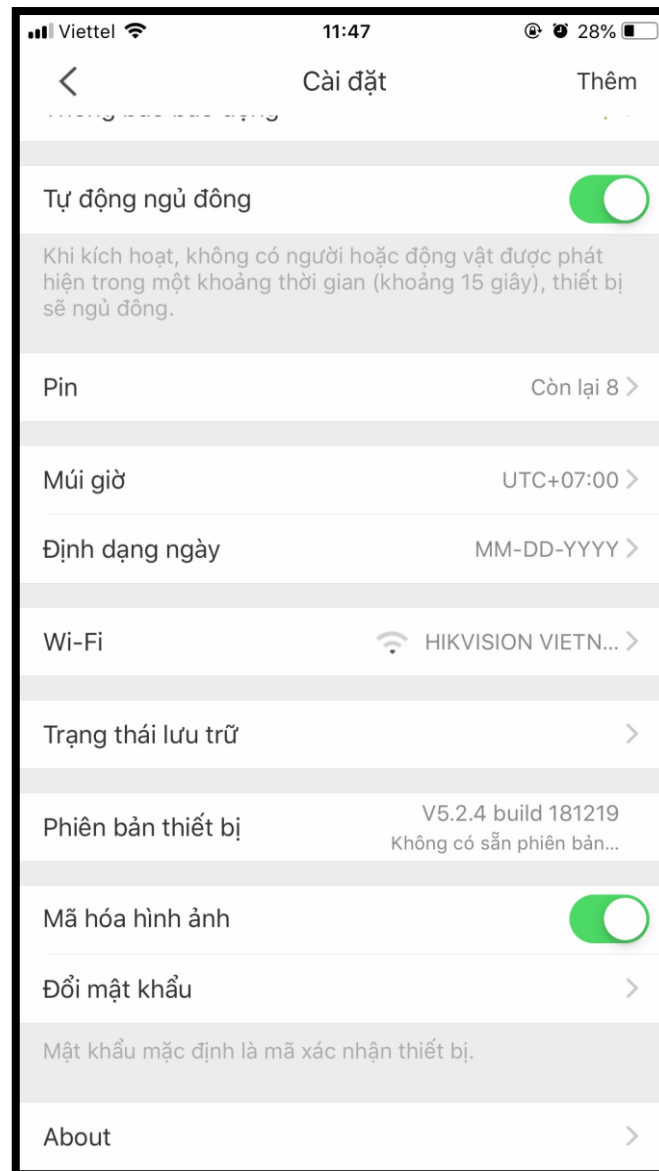 Viettel 11:47 28%
Cài đặt Thêm
Tự động ngủ đông
Khi kích hoạt, không có người hoặc động vật được phát
hiện trong một khoảng thời gian (khoảng 15 giây), thiết bị
sẽ ngủ đông.
Pin Còn lại 8
Múi giờ UTC+07:00
Định dạng ngày MM-DD-YYYY
Wi-Fi HIKVISION VIETN...
Trạng thái lưu trữ
Phiên bản thiết bị V5.2.4 build 181219
Không có sẵn phiên bản...
Mã hóa hình ảnh
Đổi mật khẩu
Mật khẩu mặc định là mã xác nhận thiết bị.
About